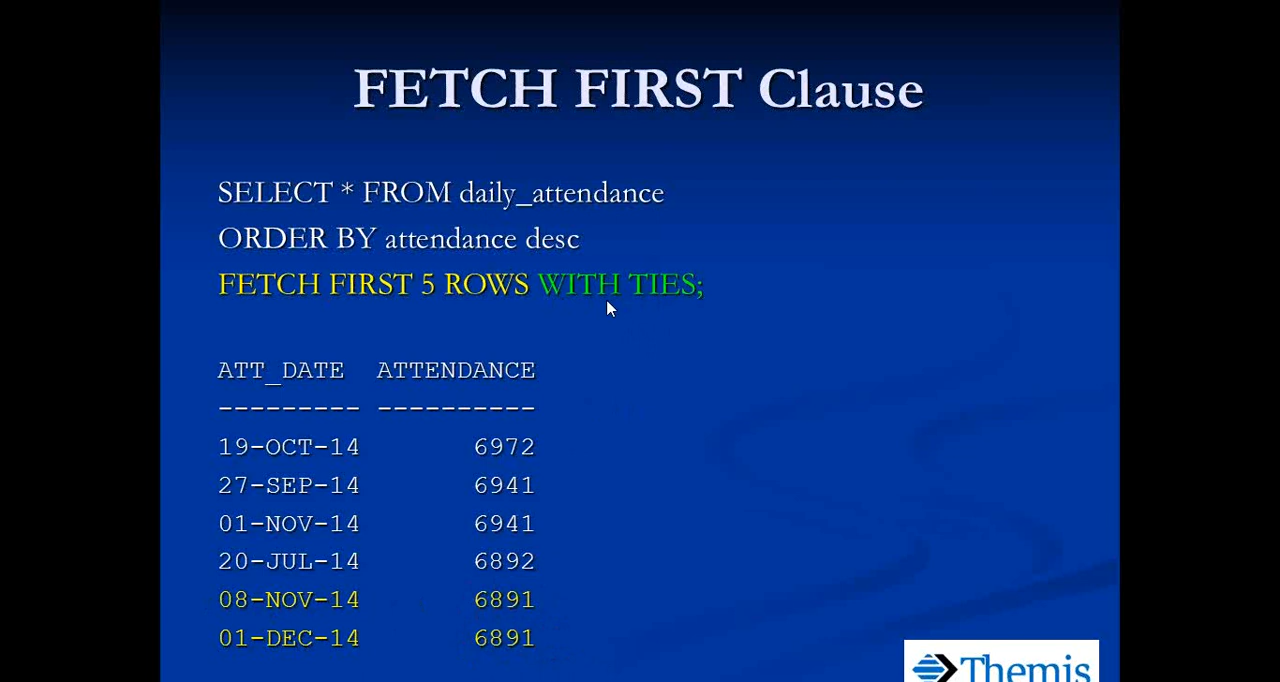 FETCH FIRST Clause
SELECT * FROM daily_attendance
ORDER BY attendance desc
FETCH FIRST 5 ROWS WITH TIES;
ATT_DATE ATTENDANCE
--------- ----------
19-OCT-14 6972
27-SEP-14 6941
01-NOV-14 6941
20-JUL-14 6892
08-NOV-14 6891
01-DEC-14 6891
Themis